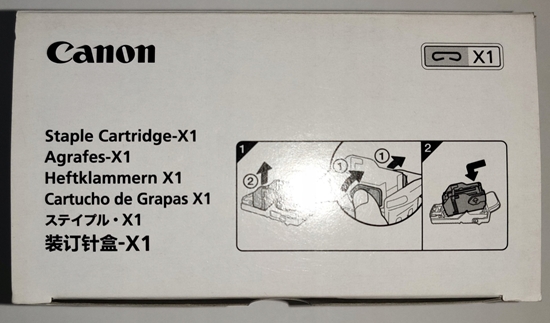 Canon
X1
Staple Cartridge-X1
Agrafes-X1
Heftklammern X1
Cartucho de Grapas X1
ステイプル・X1
装订针盒-X1
1
2
①
①
②